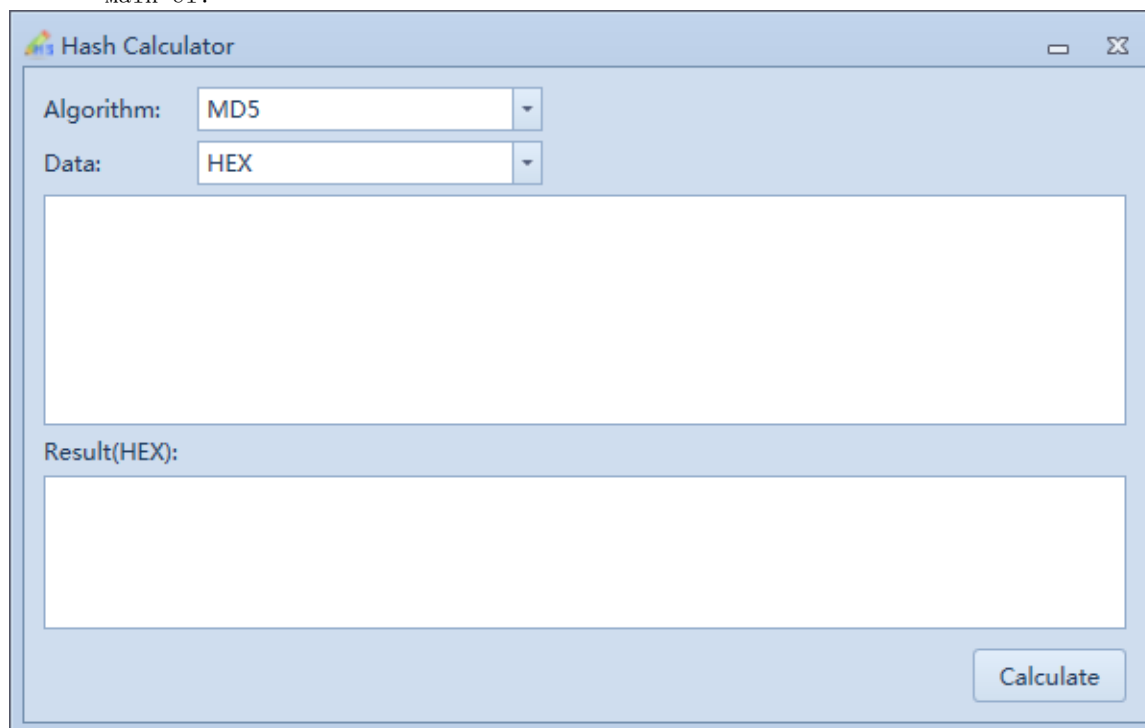 Hash Calculator
Algorithm: MD5
Data: HEX
Result(HEX):
Calculate